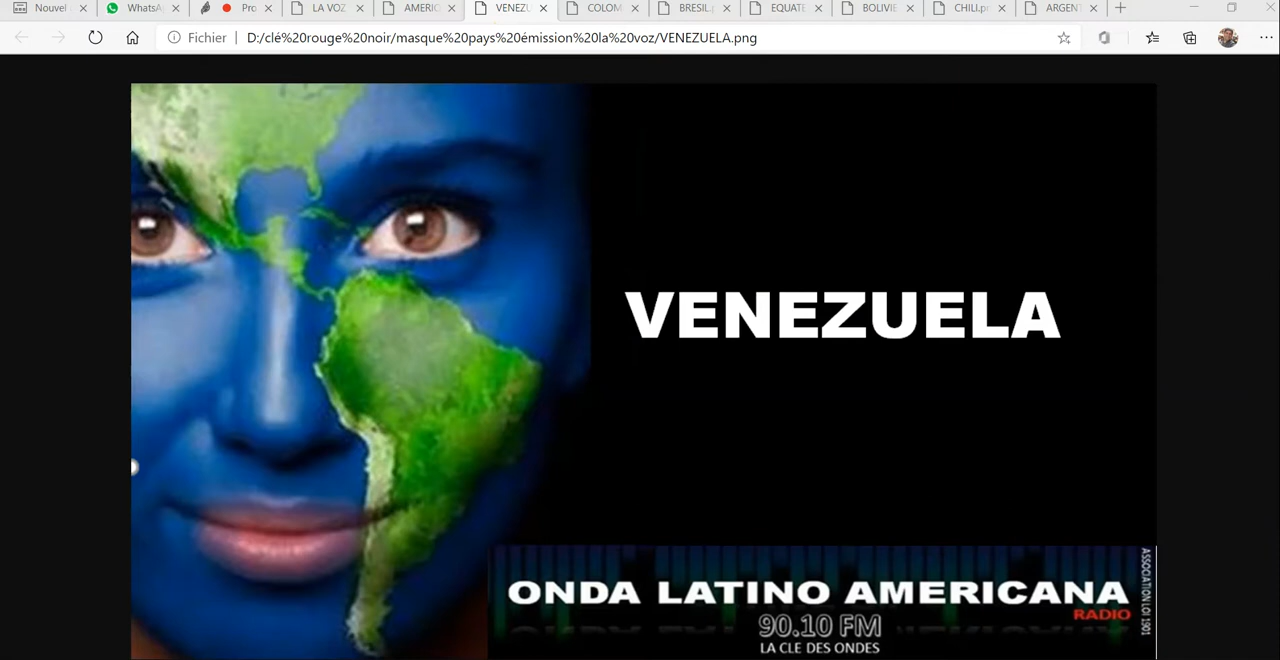 Nouvel
WhatsA
Pro
LA VOZ
AMERIC
VENEZU
COLOM
BRESIL.p
EQUATE
BOLIVIE
CHILI.pr
ARGENT
Fichier
D:/clé%20rouge%20noir/masque%20pays%20émission%20la%20voz/VENEZUELA.png
VENEZUELA
ONDA LATINO AMERICANA
RADIO
90.10 FM
LA CLE DES ONDES
ASSOCIATION LOI 1901